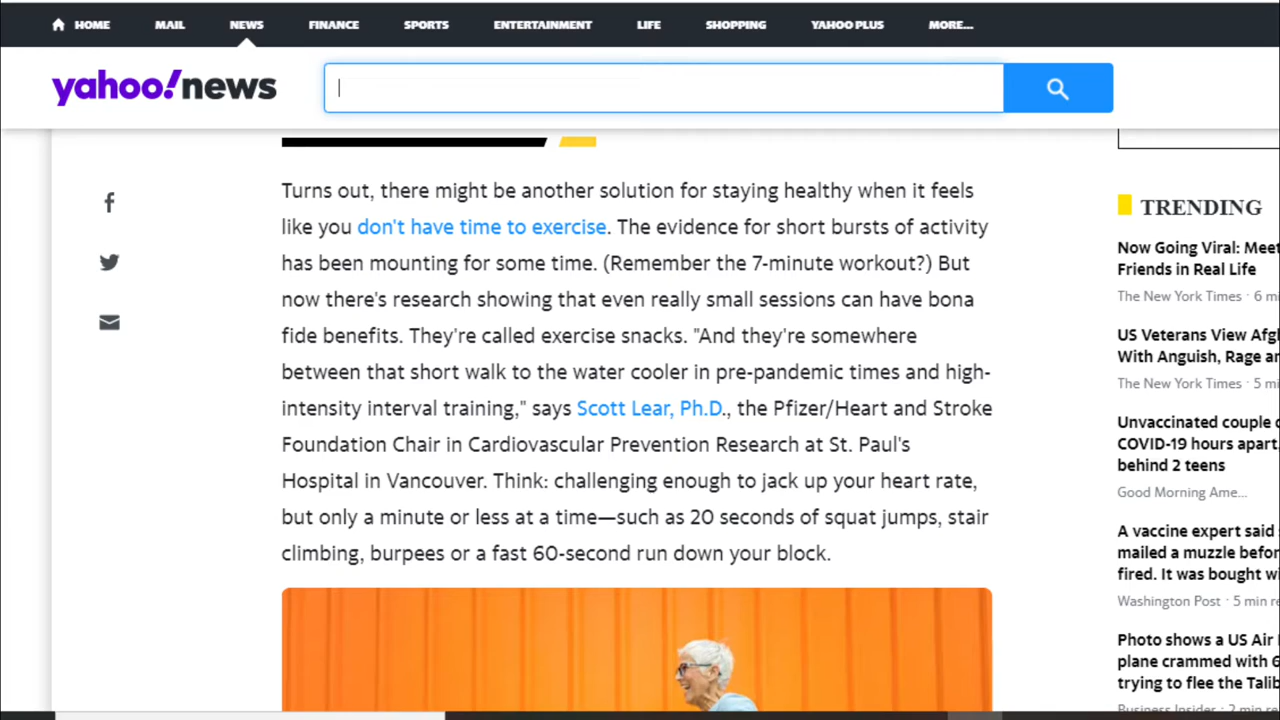 HOME MAIL NEWS FINANCE SPORTS ENTERTAINMENT LIFE SHOPPING YAHOO PLUS MORE...
yahoo!news
Turns out, there might be another solution for staying healthy when it feels
like you don't have time to exercise. The evidence for short bursts of activity
has been mounting for some time. (Remember the 7-minute workout?) But
now there's research showing that even really small sessions can have bona
fide benefits. They're called exercise snacks. "And they're somewhere
between that short walk to the water cooler in pre-pandemic times and high-
intensity interval training," says Scott Lear, Ph.D., the Pfizer/Heart and Stroke
Foundation Chair in Cardiovascular Prevention Research at St. Paul's
Hospital in Vancouver. Think: challenging enough to jack up your heart rate,
but only a minute or less at a time—such as 20 seconds of squat jumps, stair
climbing, burpees or a fast 60-second run down your block.
TRENDING
Now Going Viral: Meet
Friends in Real Life
The New York Times · 6
US Veterans View
With Anguish, Rage
The New York Times · 5
Unvaccinated couple
COVID-19 hours apart
behind 2 teens
Good Morning Ame...
A vaccine expert said
mailed a muzzle
fired. It was bought
Washington Post · 5 min
Photo shows a US Air
plane crammed with
trying to flee the
Business Insider · 2 min